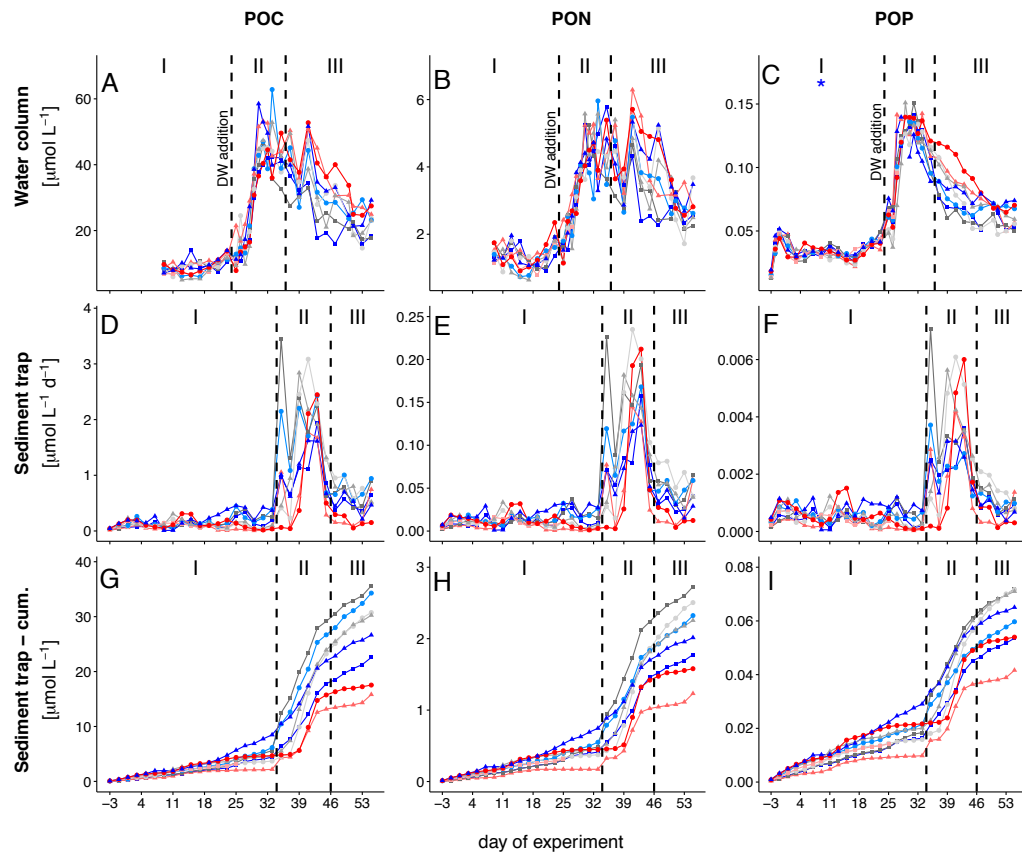 POC
PON
POP
Water column
[μmol L⁻¹]
A
I
II
III
DW addition
60
40
20
B
I
II
III
DW addition
6
4
2
C
I
II
III
*
DW addition
0.15
0.10
0.05
Sediment trap
[μmol L⁻¹ d⁻¹]
D
I
II
III
4
3
2
1
0
E
I
II
III
0.25
0.20
0.15
0.10
0.05
0.00
F
I
II
III
0.006
0.004
0.002
0.000
Sediment trap – cum.
[μmol L⁻¹]
G
I
II
III
40
30
20
10
0
H
I
II
III
3
2
1
0
I
I
II
III
0.08
0.06
0.04
0.02
0.00
−3 4 11 18 25 32 39 46 53
−3 4 11 18 25 32 39 46 53
−3 4 11 18 25 32 39 46 53
day of experiment